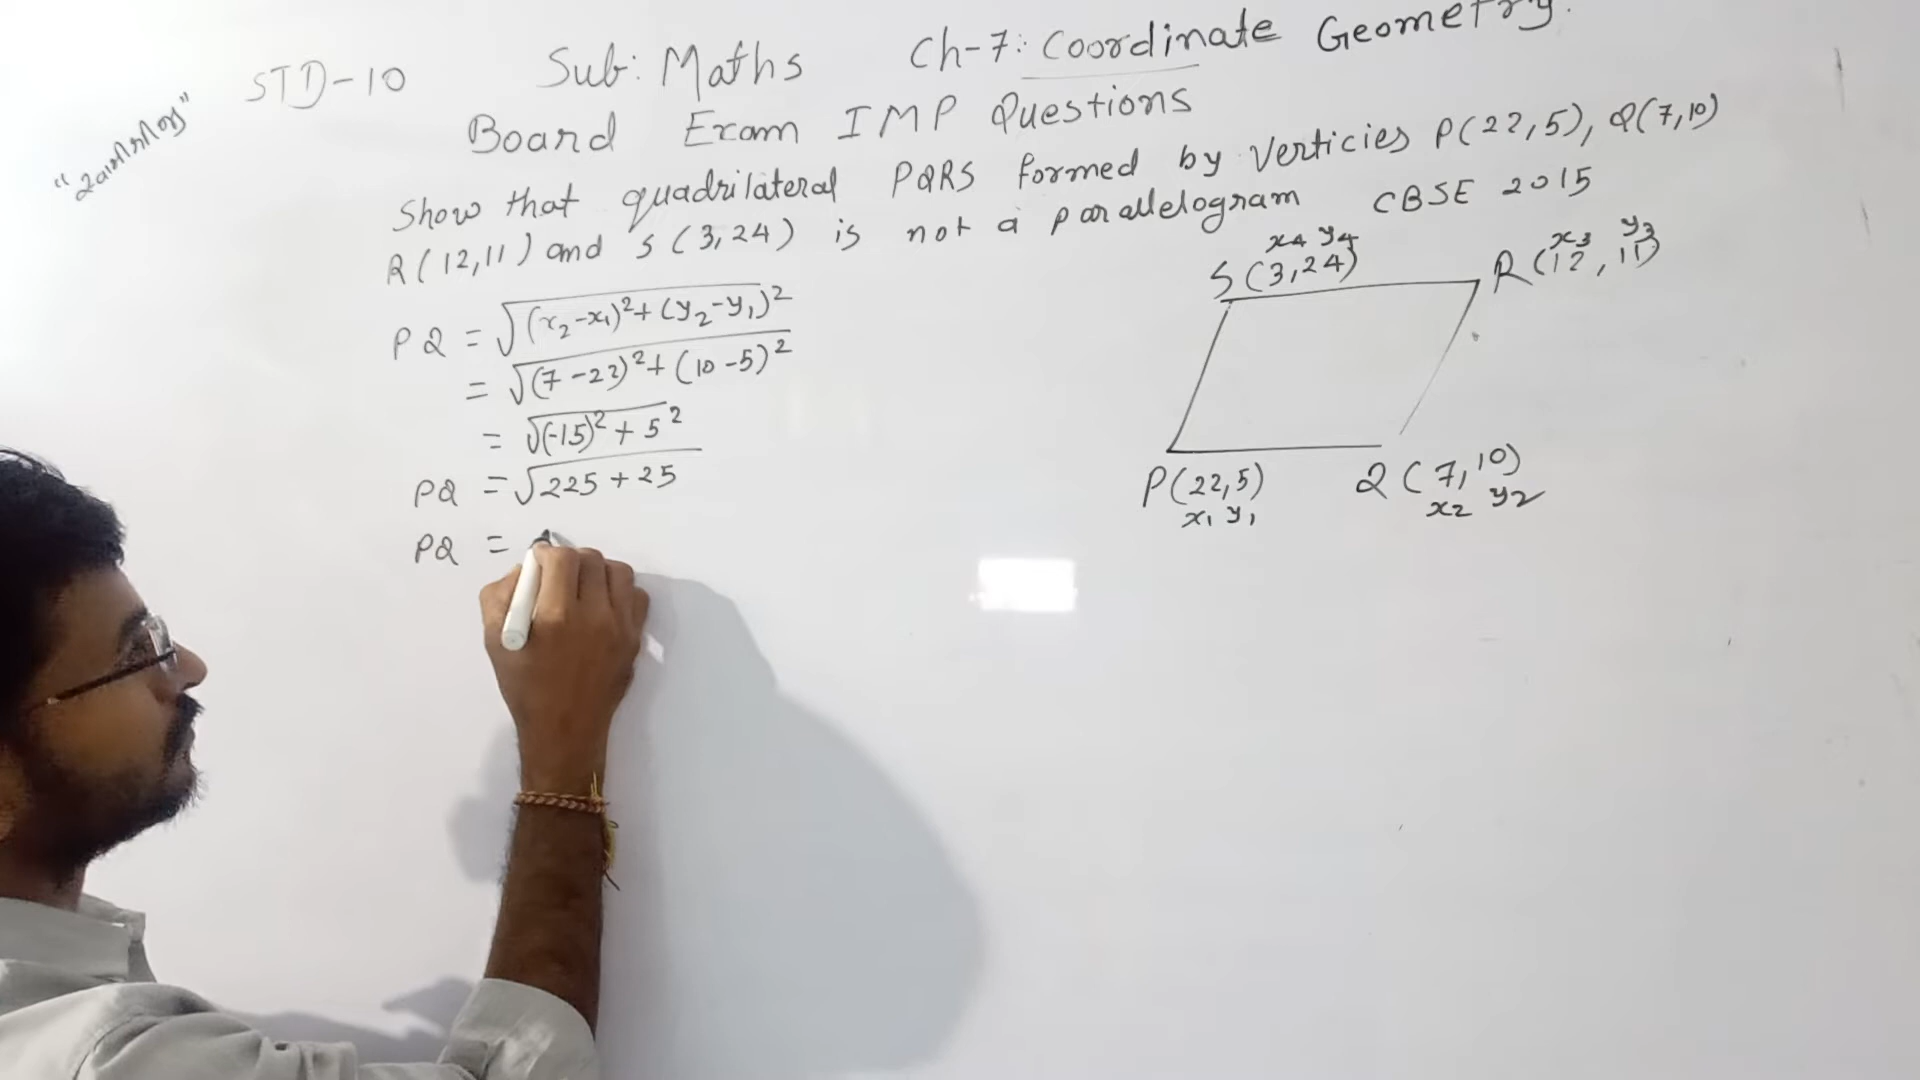 "રામાનુજ"
STD-10 Sub: Maths Ch-7: Coordinate Geometry.
Board Exam IMP Questions
Show that quadrilateral PQRS formed by Verticies P(22,5), Q(7,10)
R(12,11) and S(3,24) is not a parallelogram CBSE 2015
PQ = √(x₂-x₁)²+(y₂-y₁)²
= √(7-22)²+(10-5)²
= √(-15)²+5²
PQ = √225+25
PQ =
x₄ y₄
S(3,24)
x₃ y₃
R(12,11)
P(22,5)
x₁ y₁
Q(7,10)
x₂ y₂